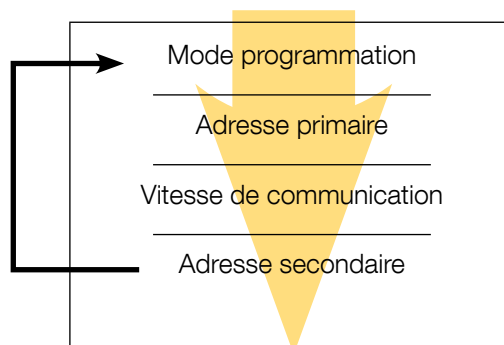 Mode programmation
Adresse primaire
Vitesse de communication
Adresse secondaire